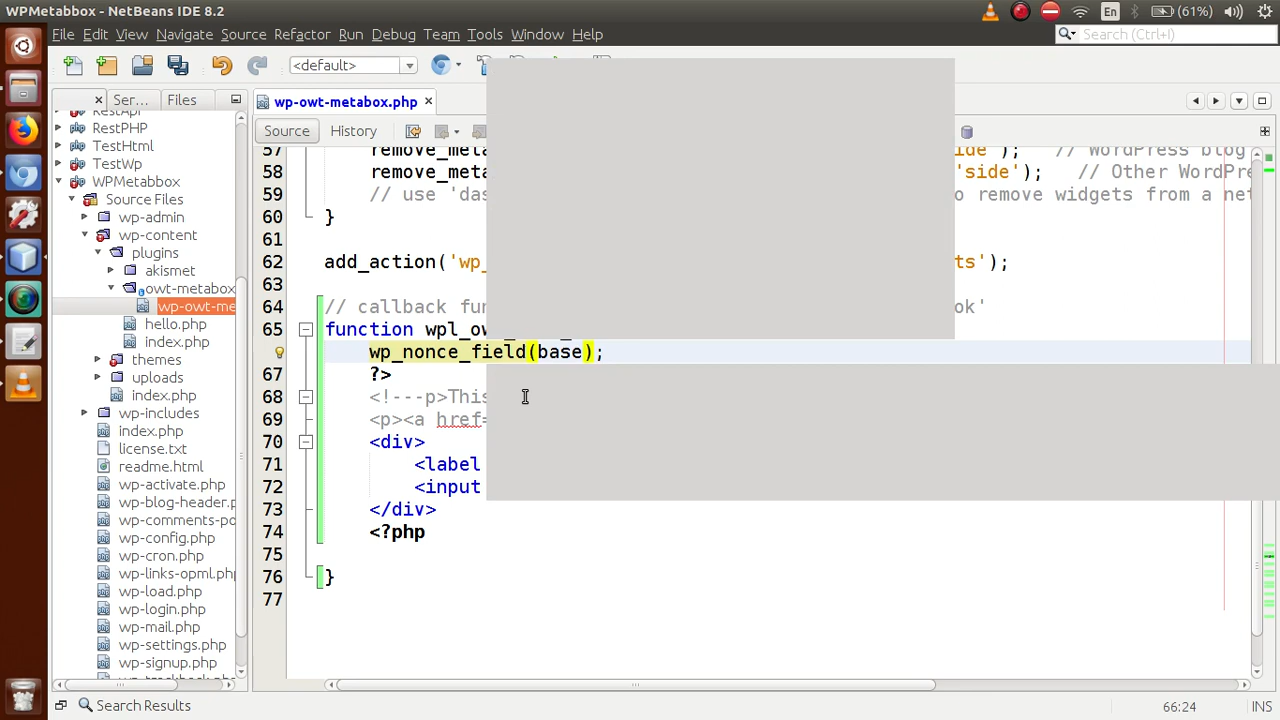 WPMetabbox - NetBeans IDE 8.2
En
(61%)
File Edit View Navigate Source Refactor Run Debug Team Tools Window Help
Search (Ctrl+I)
<default>
Ser... Files
wp-owt-metabox.php
Source History
RestApi
RestPHP
TestHtml
TestWp
WPMetabbox
Source Files
wp-admin
wp-content
plugins
akismet
owt-metabox
wp-owt-me
hello.php
index.php
themes
uploads
index.php
wp-includes
index.php
license.txt
readme.html
wp-activate.php
wp-blog-header.p
wp-comments-po
wp-config.php
wp-cron.php
wp-links-opml.php
wp-load.php
wp-login.php
wp-mail.php
wp-settings.php
wp-signup.php
57 remove_meta ide'); // WordPress blog
58 remove_meta 'side'); // Other WordPre
59 // use 'das o remove widgets from a net
60 }
61
62 add_action('wp_ ts');
63
64 // callback fun ok'
65 function wpl_ow
wp_nonce_field(base);
67 ?>
68 <!---p>This
69 <p><a href=
70 <div>
71 <label
72 <input
73 </div>
74 <?php
75
76 }
77
Search Results
66:24 INS